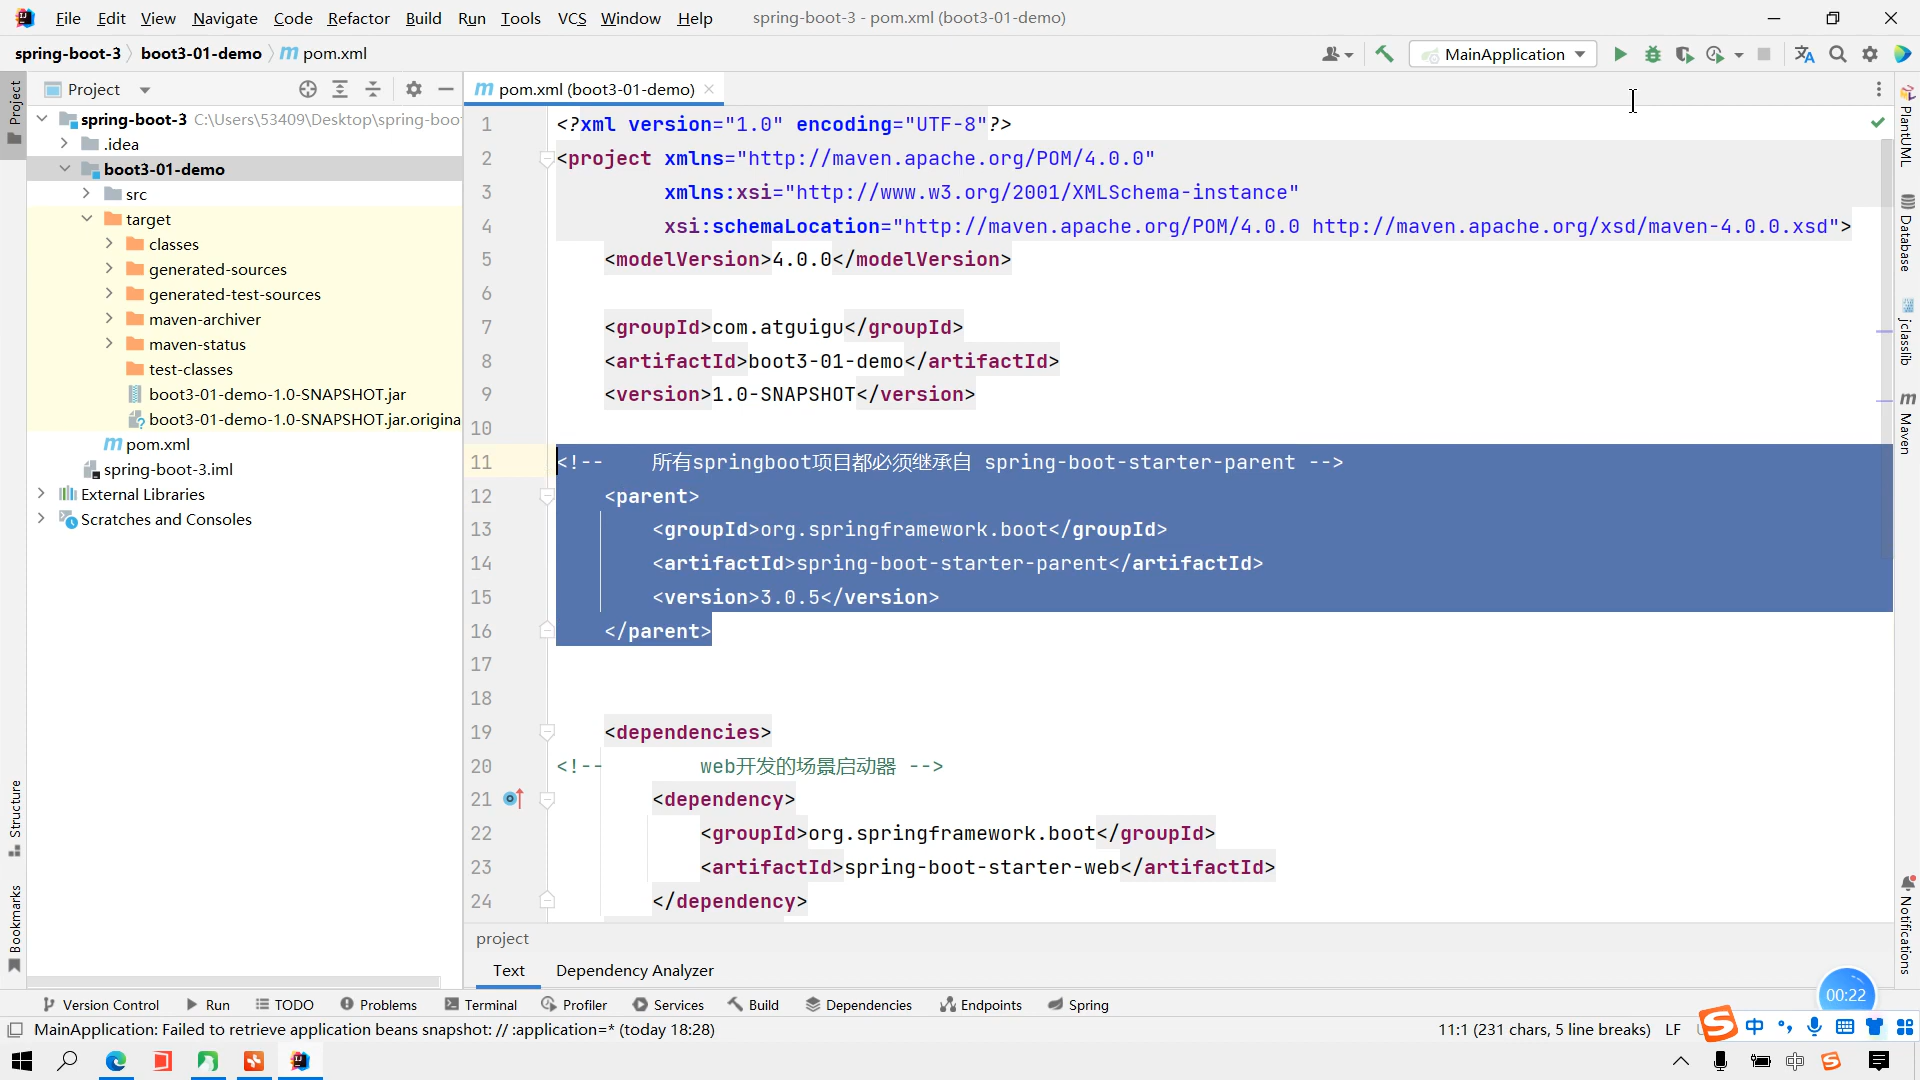 File Edit View Navigate Code Refactor Build Run Tools VCS Window Help spring-boot-3 - pom.xml (boot3-01-demo)
spring-boot-3 boot3-01-demo pom.xml
MainApplication
Project
pom.xml (boot3-01-demo)
Project
spring-boot-3 C:\Users\53409\Desktop\spring-boo
.idea
boot3-01-demo
src
target
classes
generated-sources
generated-test-sources
maven-archiver
maven-status
test-classes
boot3-01-demo-1.0-SNAPSHOT.jar
boot3-01-demo-1.0-SNAPSHOT.jar.origina
pom.xml
spring-boot-3.iml
External Libraries
Scratches and Consoles
Structure
Bookmarks
1 <?xml version="1.0" encoding="UTF-8"?>
2 <project xmlns="http://maven.apache.org/POM/4.0.0"
3 xmlns:xsi="http://www.w3.org/2001/XMLSchema-instance"
4 xsi:schemaLocation="http://maven.apache.org/POM/4.0.0 http://maven.apache.org/xsd/maven-4.0.0.xsd">
5 <modelVersion>4.0.0</modelVersion>
6
7 <groupId>com.atguigu</groupId>
8 <artifactId>boot3-01-demo</artifactId>
9 <version>1.0-SNAPSHOT</version>
10
11 <!-- 所有springboot项目都必须继承自 spring-boot-starter-parent -->
12 <parent>
13 <groupId>org.springframework.boot</groupId>
14 <artifactId>spring-boot-starter-parent</artifactId>
15 <version>3.0.5</version>
16 </parent>
17
18
19 <dependencies>
20 <!-- web开发的场景启动器 -->
21 <dependency>
22 <groupId>org.springframework.boot</groupId>
23 <artifactId>spring-boot-starter-web</artifactId>
24 </dependency>
PlantUML
Database
jclasslib
Maven
Notifications
project
Text Dependency Analyzer
00:22
Version Control Run TODO Problems Terminal Profiler Services Build Dependencies Endpoints Spring
MainApplication: Failed to retrieve application beans snapshot: // :application=* (today 18:28)
11:1 (231 chars, 5 line breaks) LF
中
中